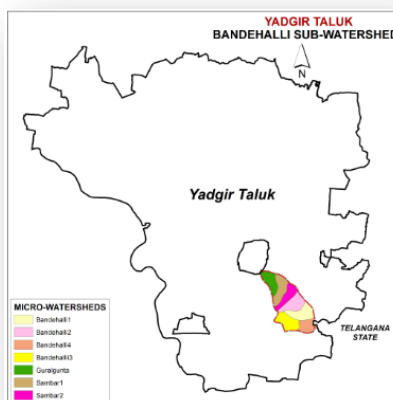 YADGIR TALUK
BANDEHALLI SUB-WATERSHED
N
Yadgir Taluk
MICRO-WATERSHEDS
Bandehalli1
Bandehalli2
Bandehalli4
Bandehalli3
Guralgunta
Sambar1
Sambar2
TELANGANA
STATE